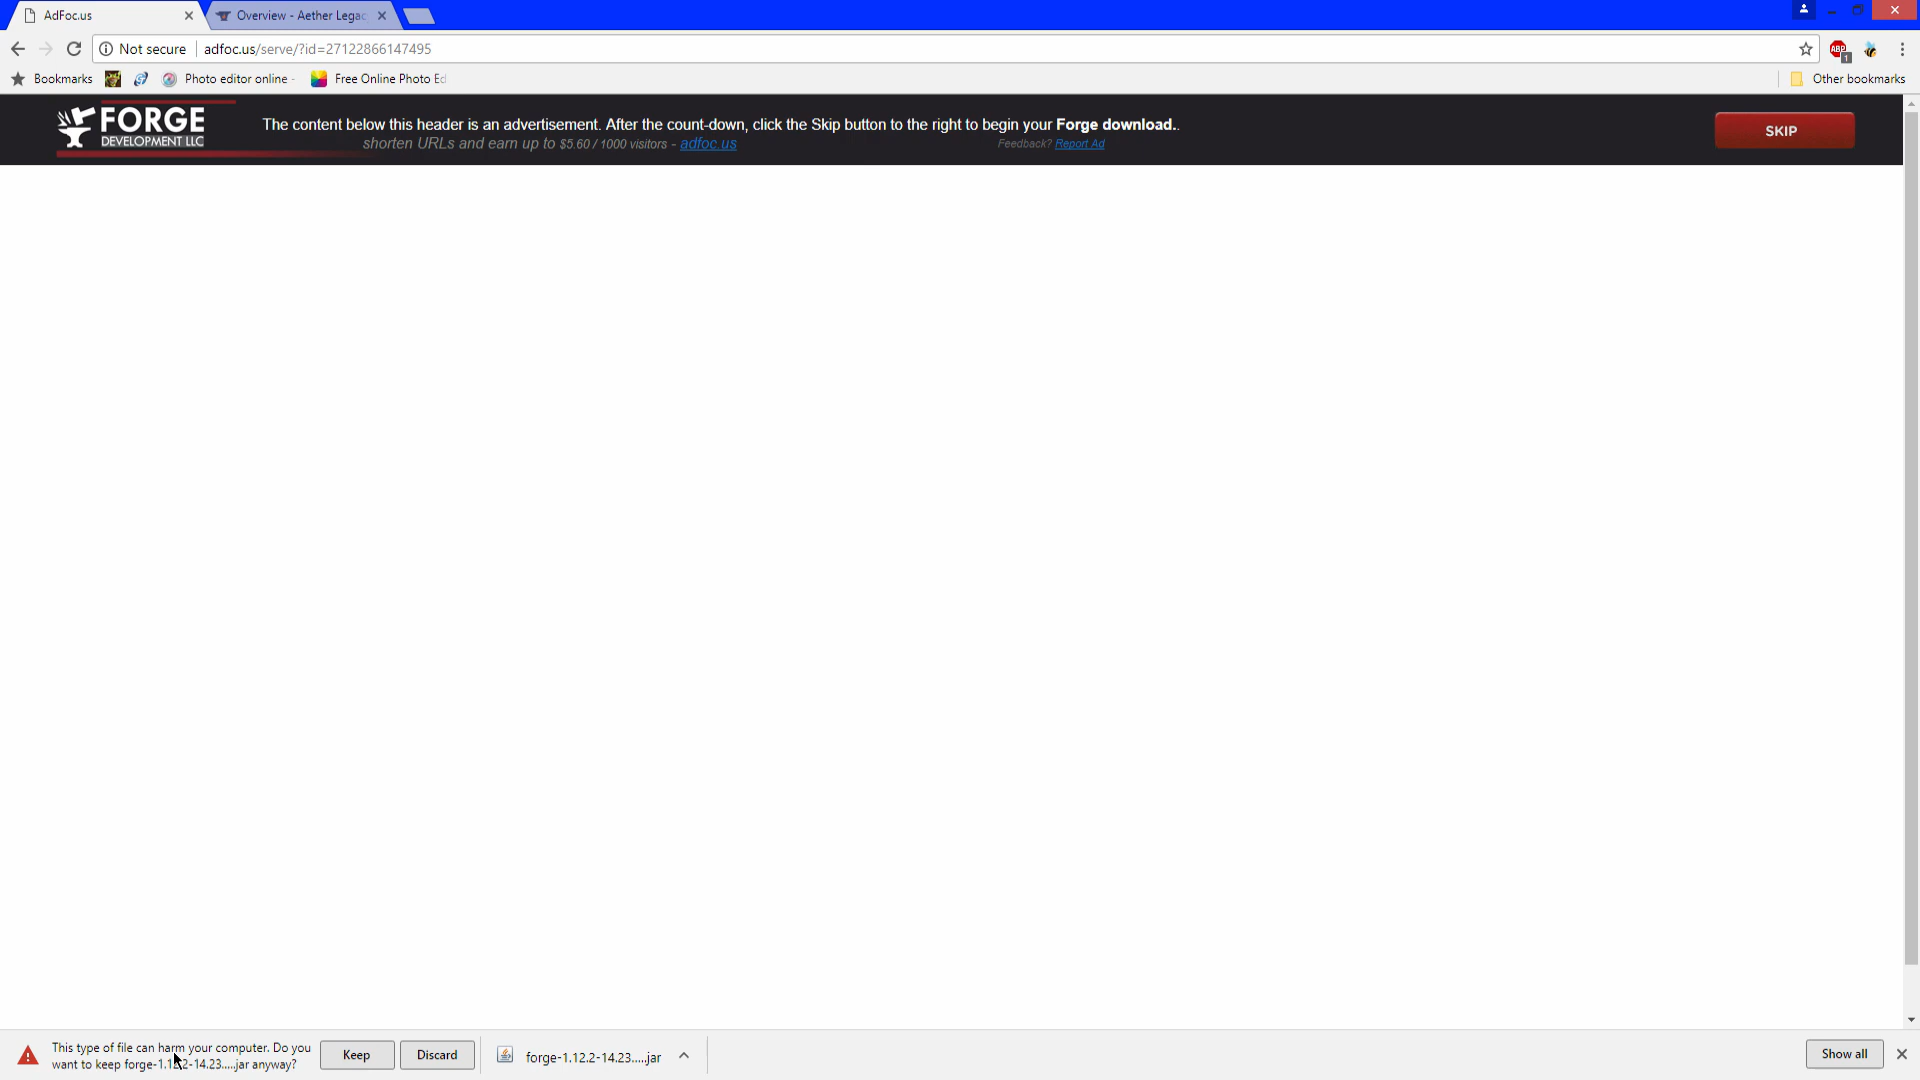 AdFoc.us
Overview - Aether Legac
Not secure
adfoc.us/serve/?id=27122866147495
ABP
1
Bookmarks
Photo editor online -
Free Online Photo Ed
Other bookmarks
FORGE
DEVELOPMENT LLC
The content below this header is an advertisement. After the count-down, click the Skip button to the right to begin your Forge download..
shorten URLs and earn up to $5.60 / 1000 visitors - adfoc.us
Feedback? Report Ad
SKIP
This type of file can harm your computer. Do you
want to keep forge-1.12.2-14.23.....jar anyway?
Keep
Discard
forge-1.12.2-14.23.....jar
Show all